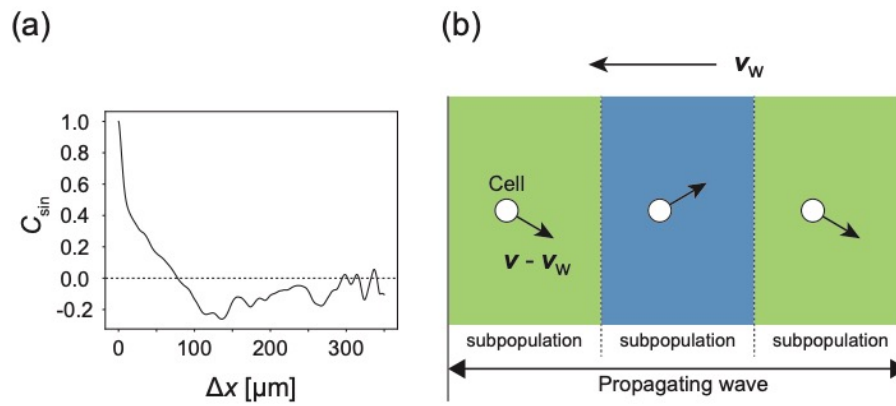 (a)
1.0
0.8
0.6
0.4
0.2
0.0
-0.2
C_sin
0
100
200
300
Δx [μm]
(b)
v_W
Cell
v - v_W
subpopulation
subpopulation
subpopulation
Propagating wave